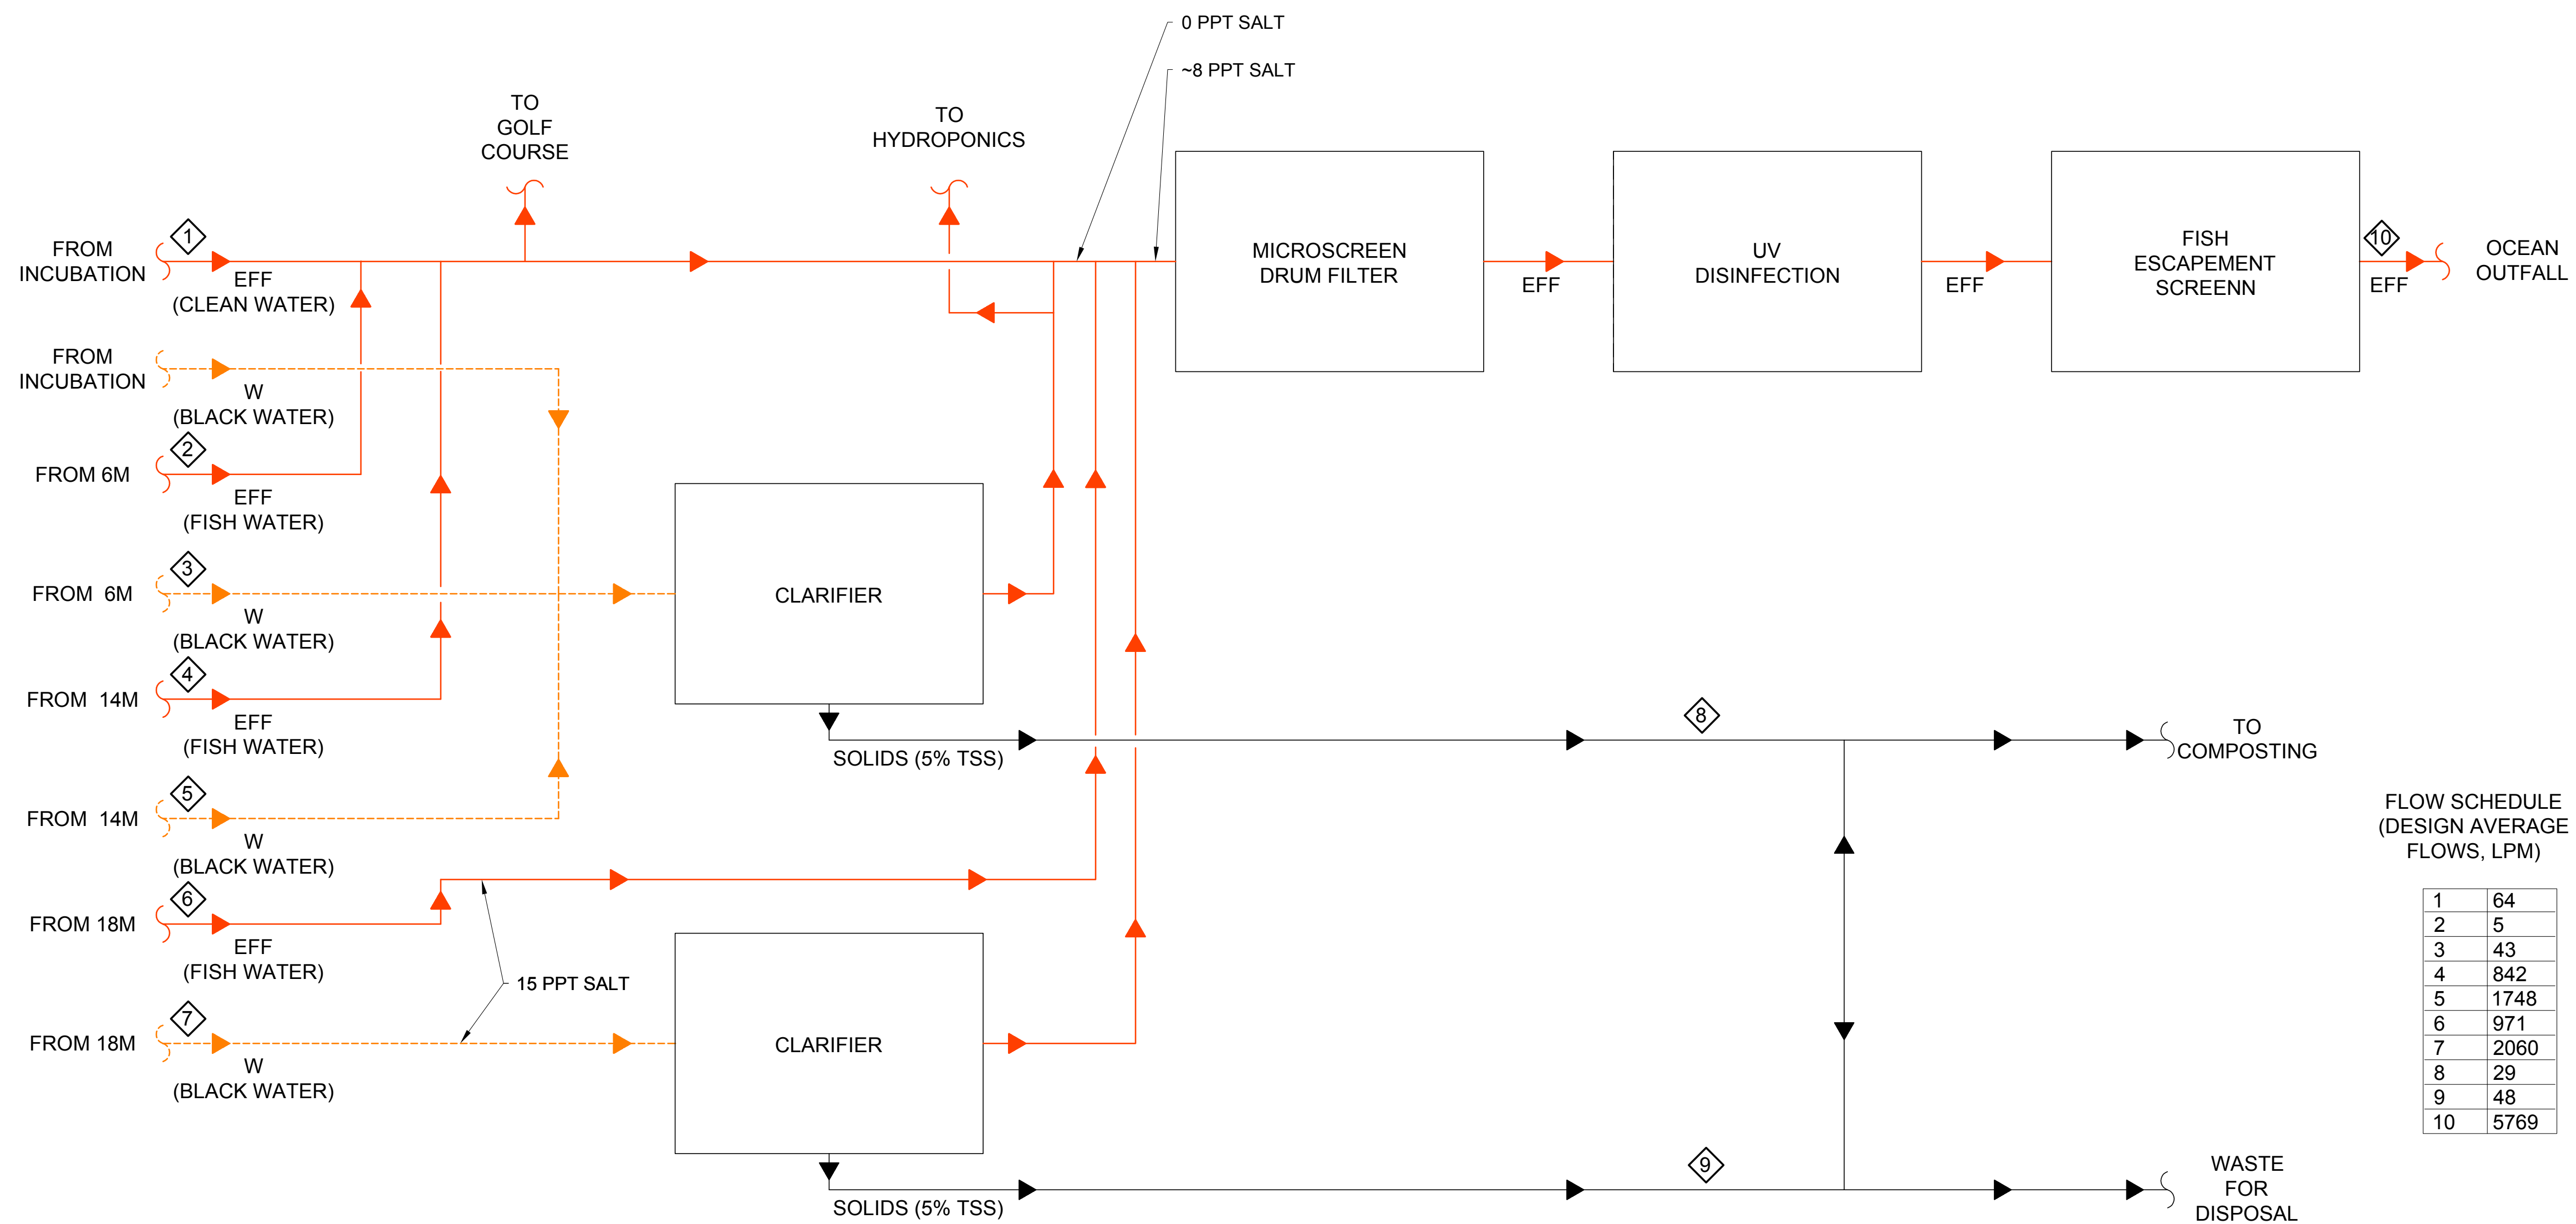 0 PPT SALT
~8 PPT SALT
TO
GOLF
COURSE
TO
HYDROPONICS
FROM
INCUBATION
1
EFF
(CLEAN WATER)
MICROSCREEN
DRUM FILTER
EFF
UV
DISINFECTION
EFF
FISH
ESCAPEMENT
SCREENN
10
EFF
OCEAN
OUTFALL
FROM
INCUBATION
W
(BLACK WATER)
FROM 6M
2
EFF
(FISH WATER)
FROM 6M
3
W
(BLACK WATER)
CLARIFIER
FROM 14M
4
EFF
(FISH WATER)
SOLIDS (5% TSS)
8
TO
COMPOSTING
FROM 14M
5
W
(BLACK WATER)
FROM 18M
6
EFF
(FISH WATER)
15 PPT SALT
FROM 18M
7
W
(BLACK WATER)
CLARIFIER
SOLIDS (5% TSS)
9
WASTE
FOR
DISPOSAL
FLOW SCHEDULE
(DESIGN AVERAGE
FLOWS, LPM)
1 64
2 5
3 43
4 842
5 1748
6 971
7 2060
8 29
9 48
10 5769